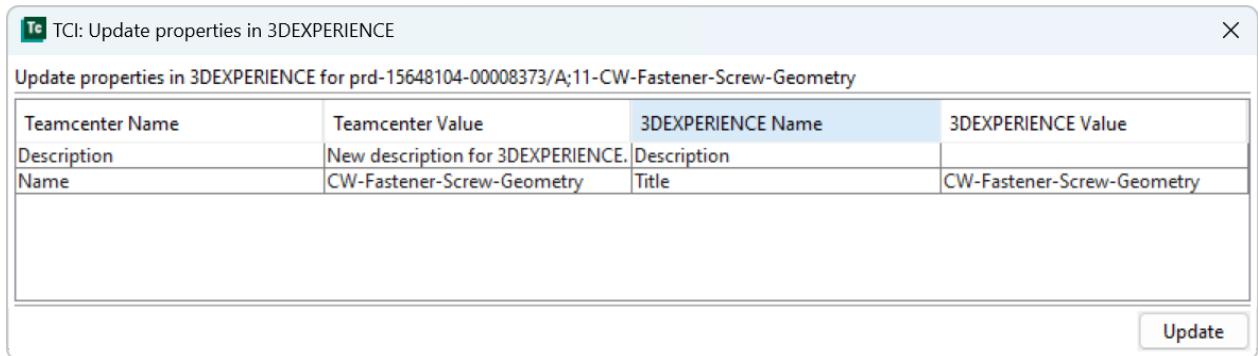 Tc TCI: Update properties in 3DEXPERIENCE
Update properties in 3DEXPERIENCE for prd-15648104-00008373/A;11-CW-Fastener-Screw-Geometry
Teamcenter Name Teamcenter Value 3DEXPERIENCE Name 3DEXPERIENCE Value
Description New description for 3DEXPERIENCE. Description
Name CW-Fastener-Screw-Geometry Title CW-Fastener-Screw-Geometry
Update